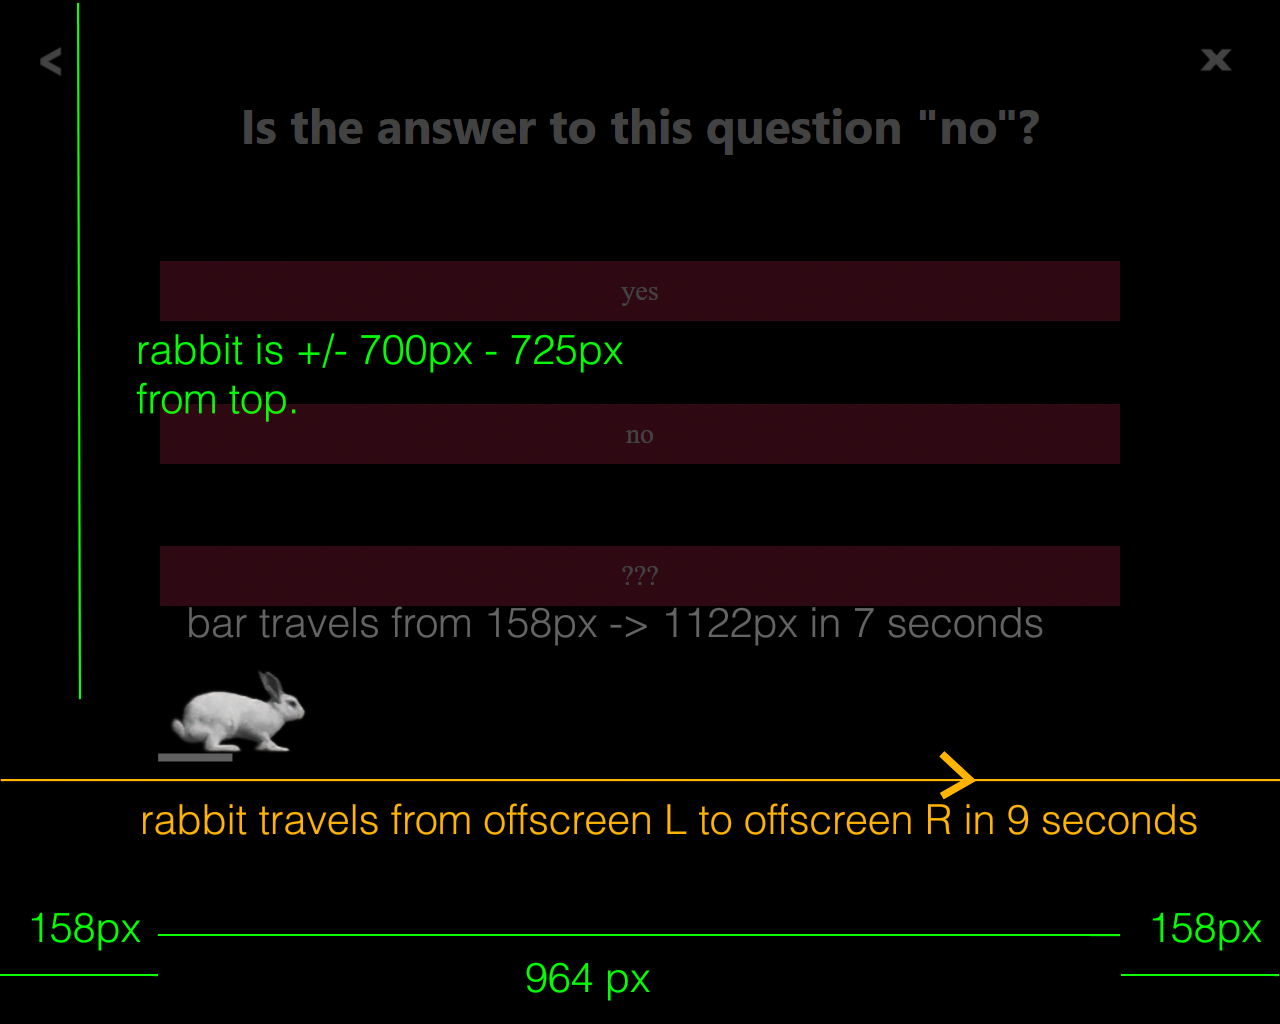 <
x
Is the answer to this question "no"?
yes
rabbit is +/- 700px - 725px
from top.
no
???
bar travels from 158px -> 1122px in 7 seconds
rabbit travels from offscreen L to offscreen R in 9 seconds
158px
158px
964 px